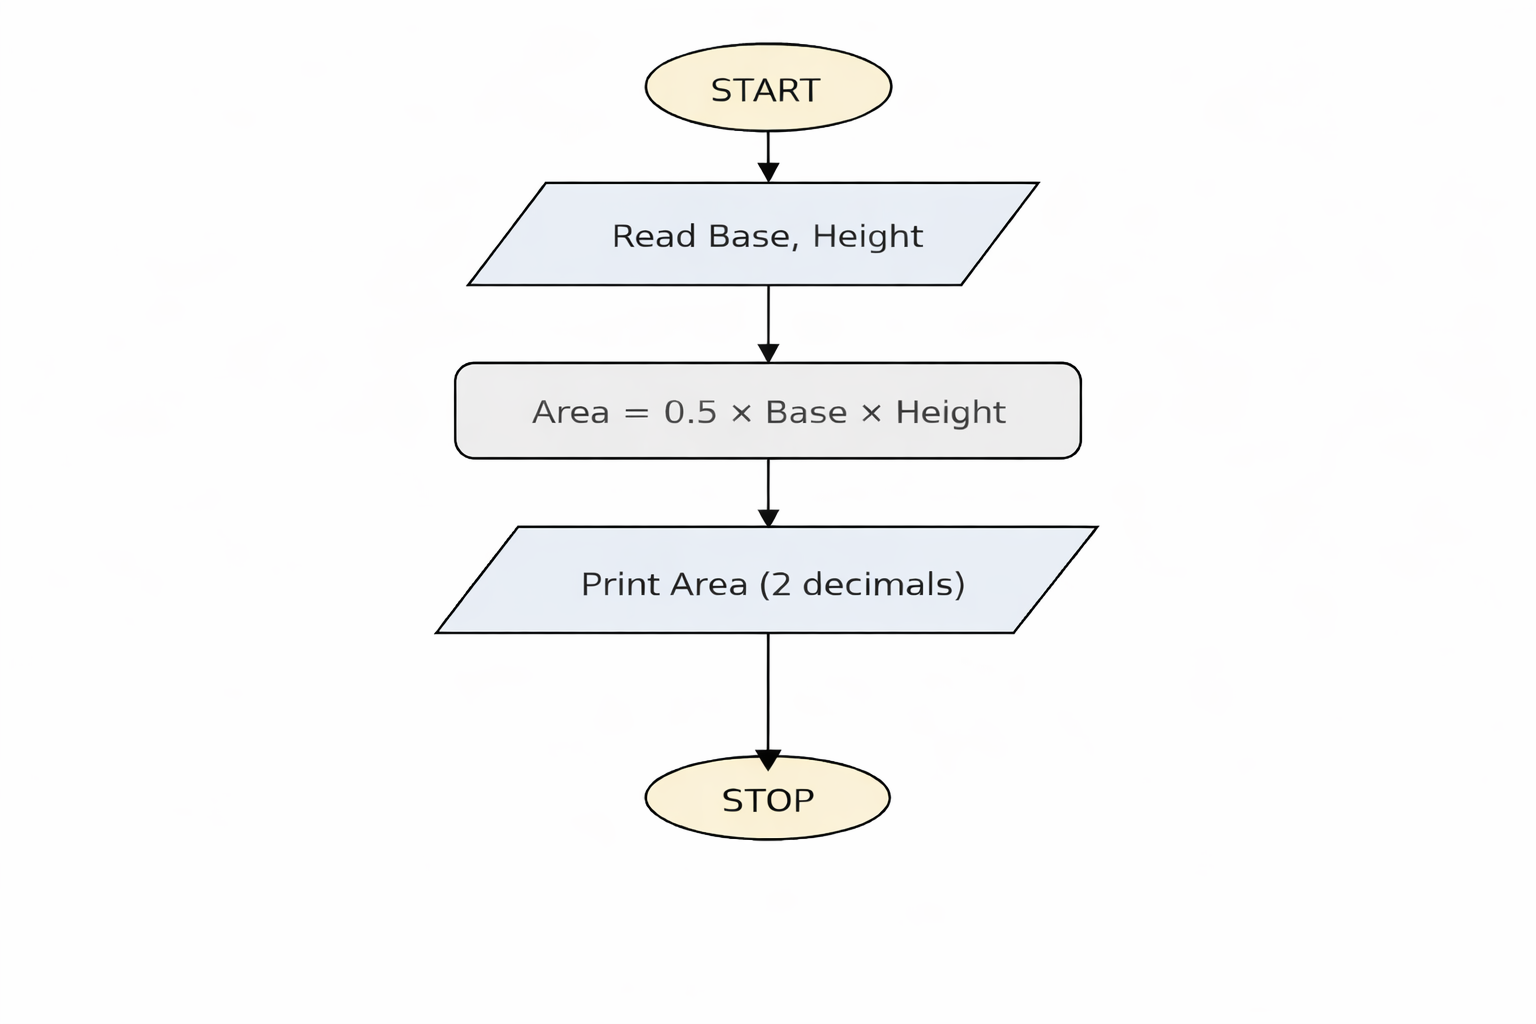 START
Read Base, Height
Area = 0.5 × Base × Height
Print Area (2 decimals)
STOP